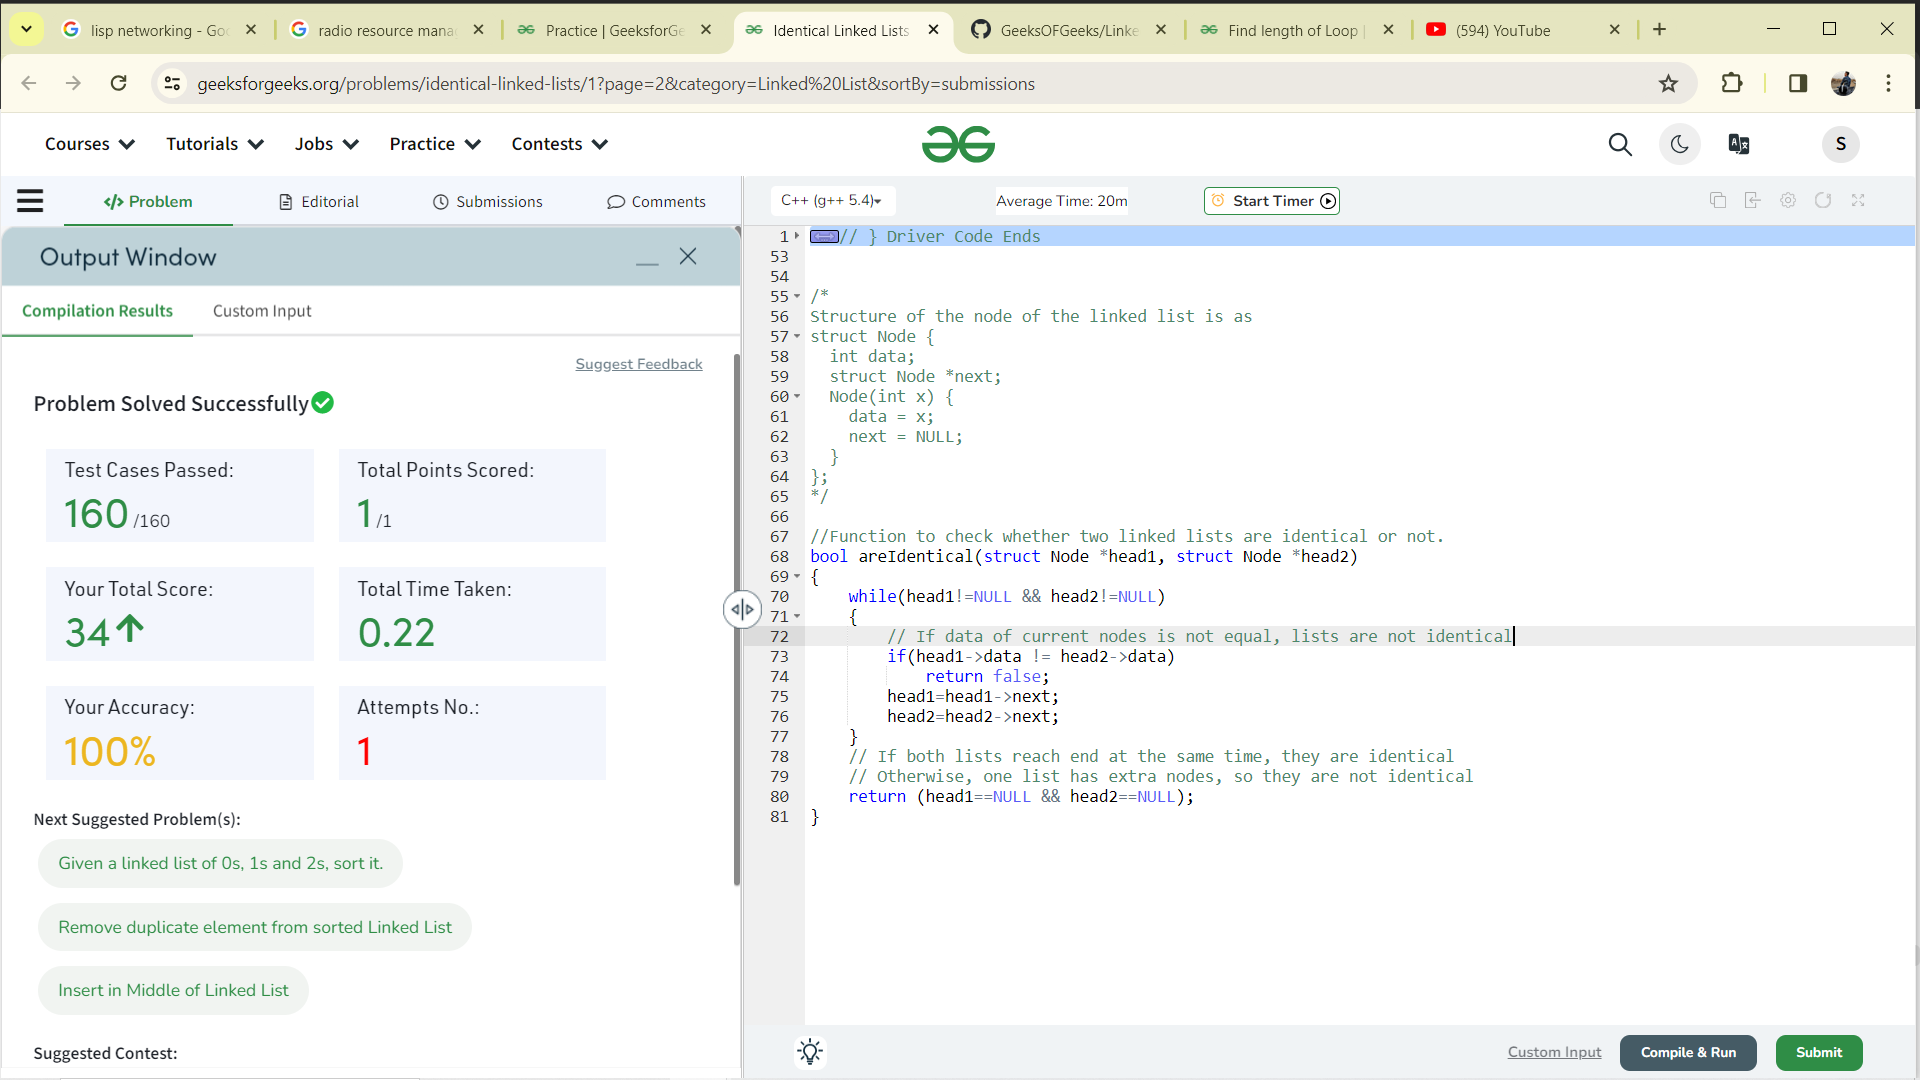 lisp networking - Go
radio resource mana
Practice | GeeksforGe
Identical Linked Lists
GeeksOFGeeks/Linke
Find length of Loop |
(594) YouTube
geeksforgeeks.org/problems/identical-linked-lists/1?page=2&category=Linked%20List&sortBy=submissions
Courses
Tutorials
Jobs
Practice
Contests
S
</> Problem
Editorial
Submissions
Comments
C++ (g++ 5.4)
Average Time: 20m
Start Timer
Output Window
Compilation Results
Custom Input
Suggest Feedback
Problem Solved Successfully
Test Cases Passed:
160 /160
Total Points Scored:
1 /1
Your Total Score:
34
Total Time Taken:
0.22
Your Accuracy:
100%
Attempts No.:
1
Next Suggested Problem(s):
Given a linked list of 0s, 1s and 2s, sort it.
Remove duplicate element from sorted Linked List
Insert in Middle of Linked List
Suggested Contest:
1 // } Driver Code Ends
53
54
55 /*
56 Structure of the node of the linked list is as
57 struct Node {
58 int data;
59 struct Node *next;
60 Node(int x) {
61 data = x;
62 next = NULL;
63 }
64 };
65 */
66
67 //Function to check whether two linked lists are identical or not.
68 bool areIdentical(struct Node *head1, struct Node *head2)
69 {
70 while(head1!=NULL && head2!=NULL)
71 {
72 // If data of current nodes is not equal, lists are not identical
73 if(head1->data != head2->data)
74 return false;
75 head1=head1->next;
76 head2=head2->next;
77 }
78 // If both lists reach end at the same time, they are identical
79 // Otherwise, one list has extra nodes, so they are not identical
80 return (head1==NULL && head2==NULL);
81 }
Custom Input
Compile & Run
Submit